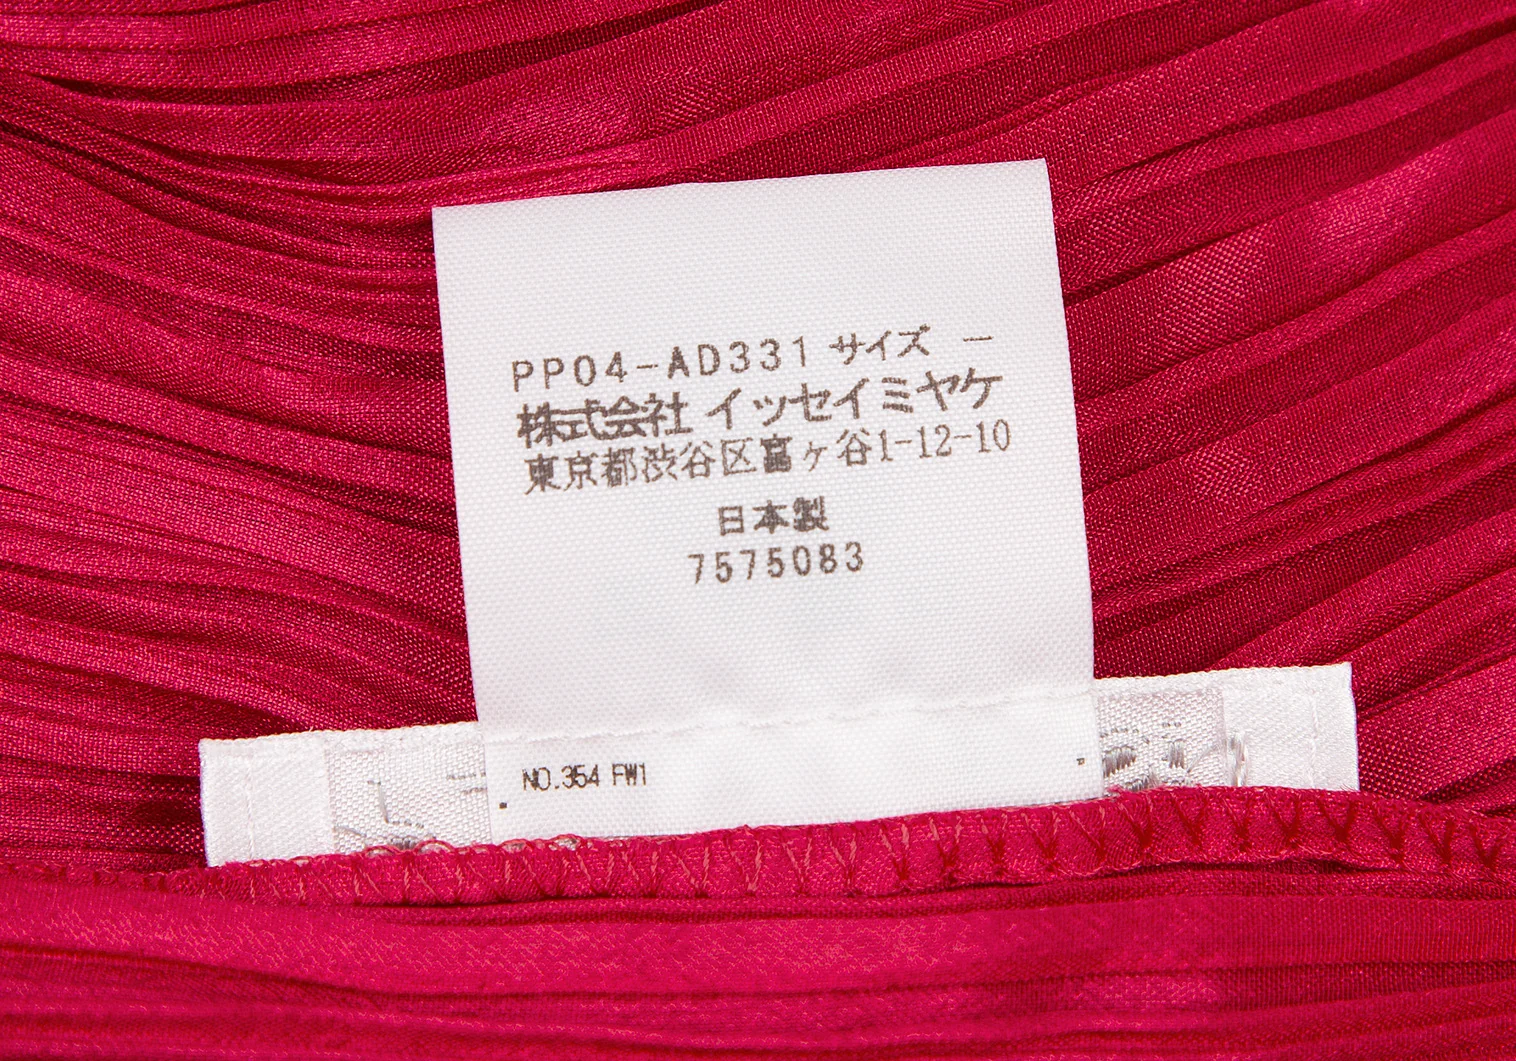 PP04-AD331 サイズ －
株式会社 イッセイミヤケ
東京都渋谷区富ヶ谷1-12-10
日本製
7575083
NO.354 FW1